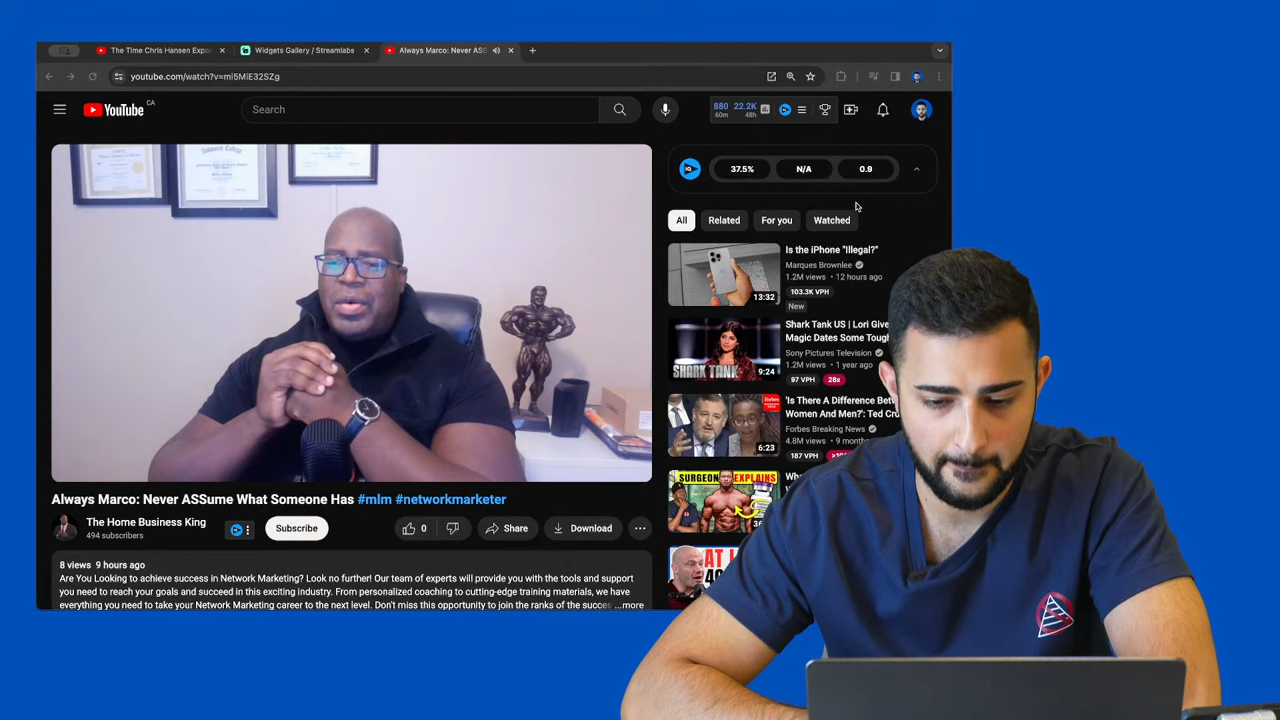 The Time Chris Hansen Expo
Widgets Gallery / Streamlabs
Always Marco: Never ASS
youtube.com/watch?v=mi5MiE32SZg
YouTube CA
Search
880 22.2K
60m 48h
IQ
37.5%
N/A
0.9
All
Related
For you
Watched
Is the iPhone "Illegal?"
Marques Brownlee
1.2M views • 12 hours ago
103.3K VPH
New
13:32
Shark Tank US | Lori Give
Magic Dates Some Tough
Sony Pictures Television
1.2M views • 1 year ago
97 VPH 28x
SHARK TANK
9:24
'Is There A Difference Bet
Women And Men?': Ted Cru
Forbes Breaking News
4.8M views • 9 month
187 VPH
Forbes
6:23
SURGEON
EXPLAINS
Always Marco: Never ASSume What Someone Has #mlm #networkmarketer
The Home Business King
494 subscribers
Subscribe
0
Share
Download
8 views 9 hours ago
Are You Looking to achieve success in Network Marketing? Look no further! Our team of experts will provide you with the tools and support
you need to reach your goals and succeed in this exciting industry. From personalized coaching to cutting-edge training materials, we have
everything you need to take your Network Marketing career to the next level. Don't miss this opportunity to join the ranks of the succes ...more